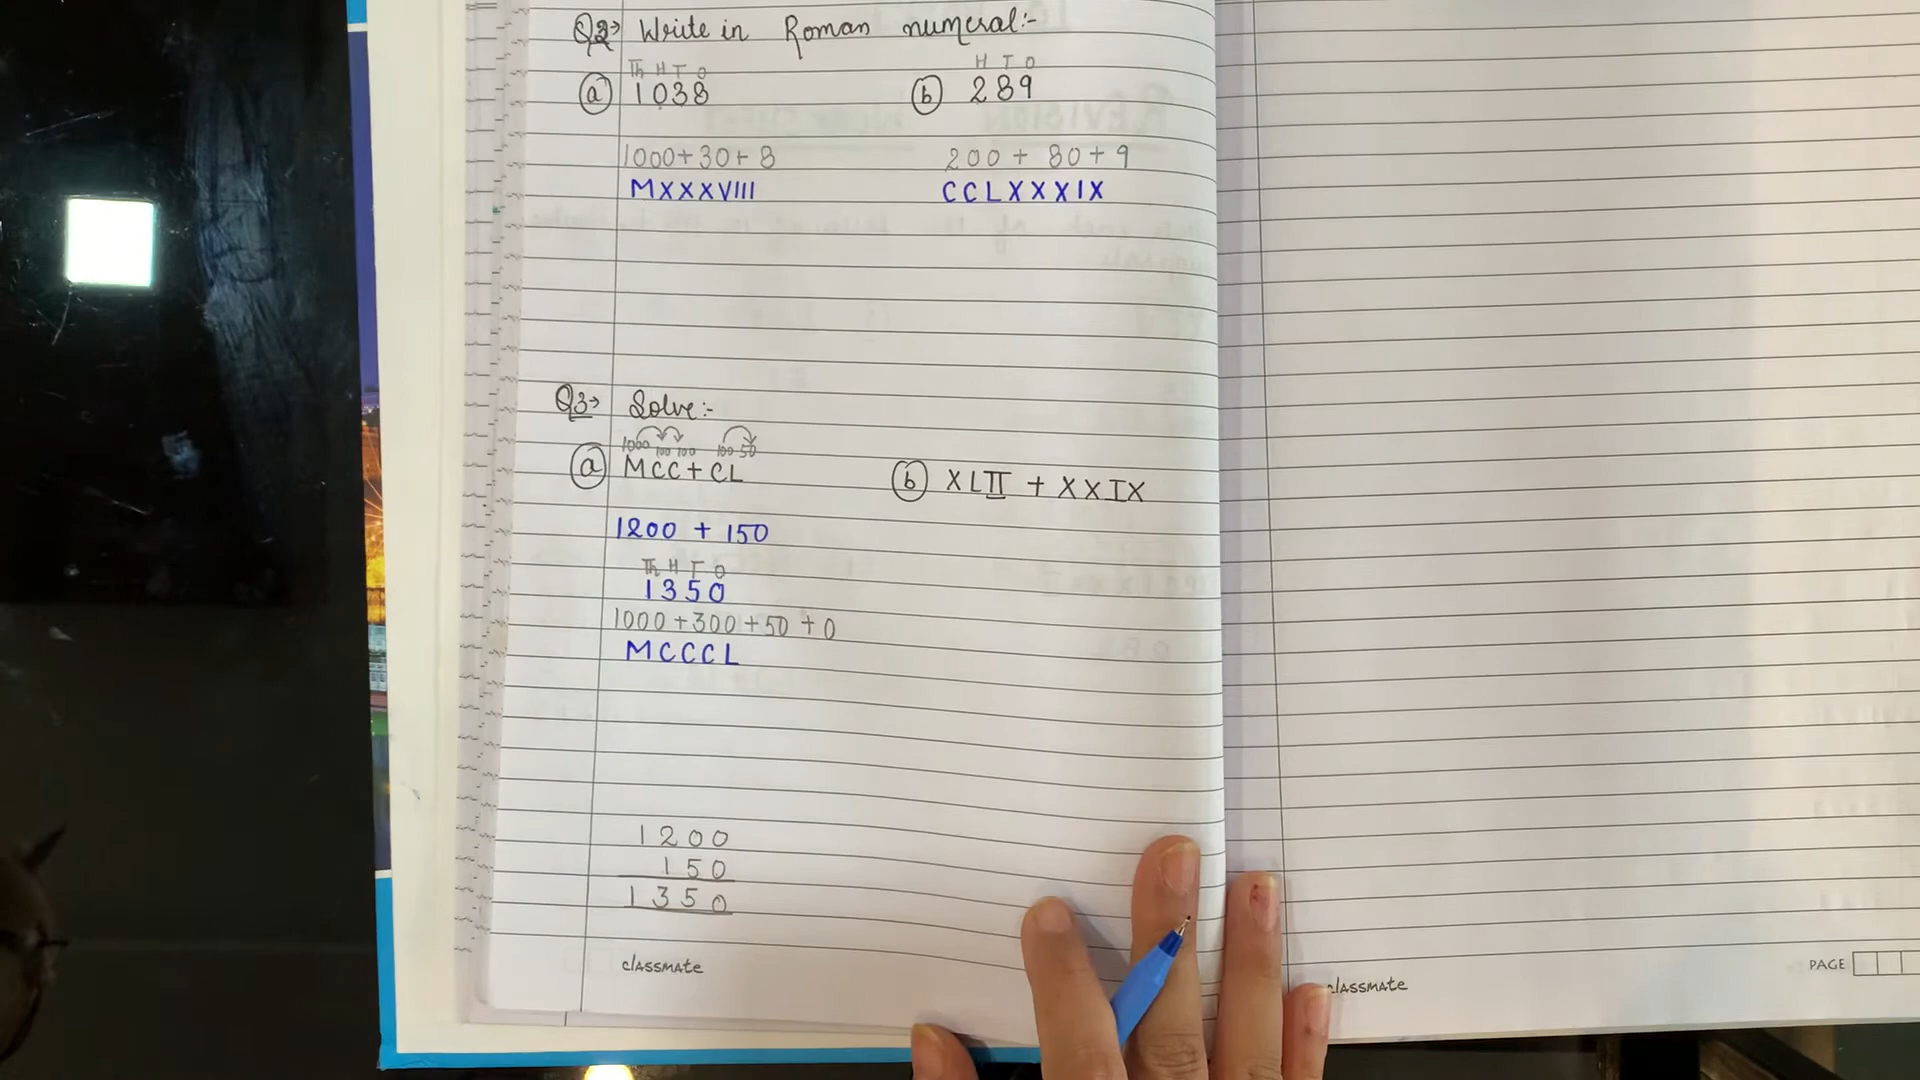 Q2→ Write in Roman numeral:-
Th H T O
H T O
(a) 1038
(b) 289
1000+30+8
200 + 80+9
MXXXVIII
CCLXXXIX
Q3→ Solve:-
1000 100 100 100 50
(a) MCC+CL
(b) XLII + XXIX
1200 + 150
Th H T O
1350
1000+300+50+0
MCCCL
1200
150
1350
classmate
PAGE
classmate